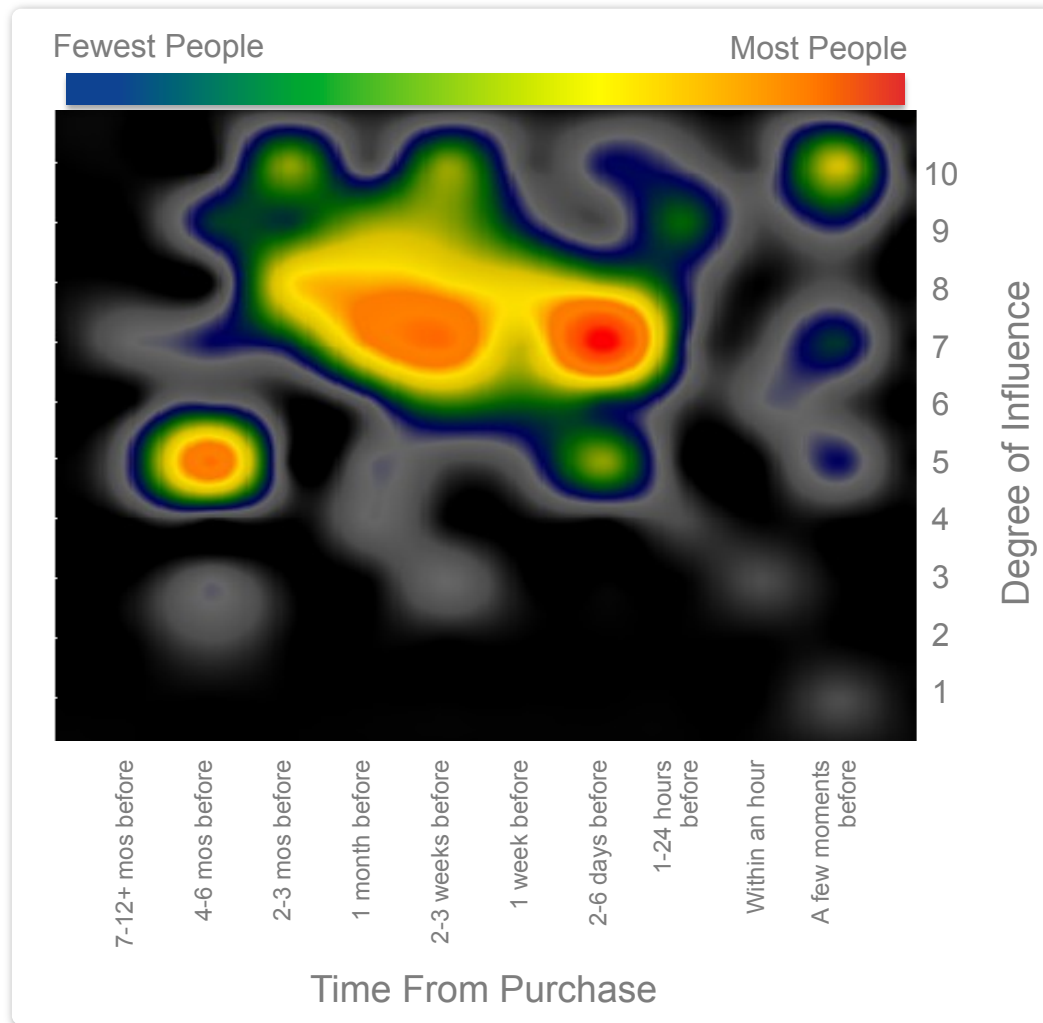 Fewest People
Most People
10
9
8
7
6
5
4
3
2
1
Degree of Influence
7-12+ mos before
4-6 mos before
2-3 mos before
1 month before
2-3 weeks before
1 week before
2-6 days before
1-24 hours
before
Within an hour
A few moments
before
Time From Purchase